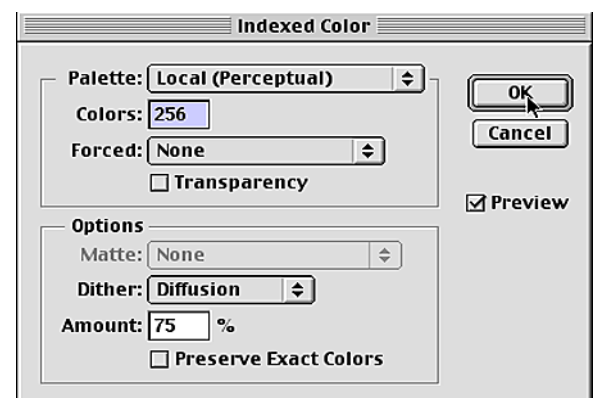 Indexed Color
Palette: Local (Perceptual)
OK
Colors: 256
Cancel
Forced: None
Transparency
Preview
Options
Matte: None
Dither: Diffusion
Amount: 75 %
Preserve Exact Colors